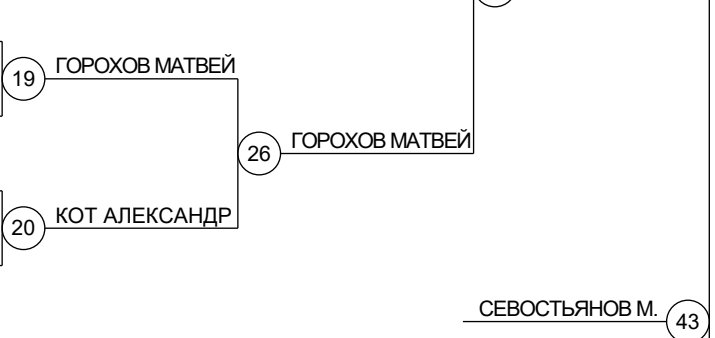 19 ГОРОХОВ МАТВЕЙ
26 ГОРОХОВ МАТВЕЙ
20 КОТ АЛЕКСАНДР
СЕВОСТЬЯНОВ М. 43